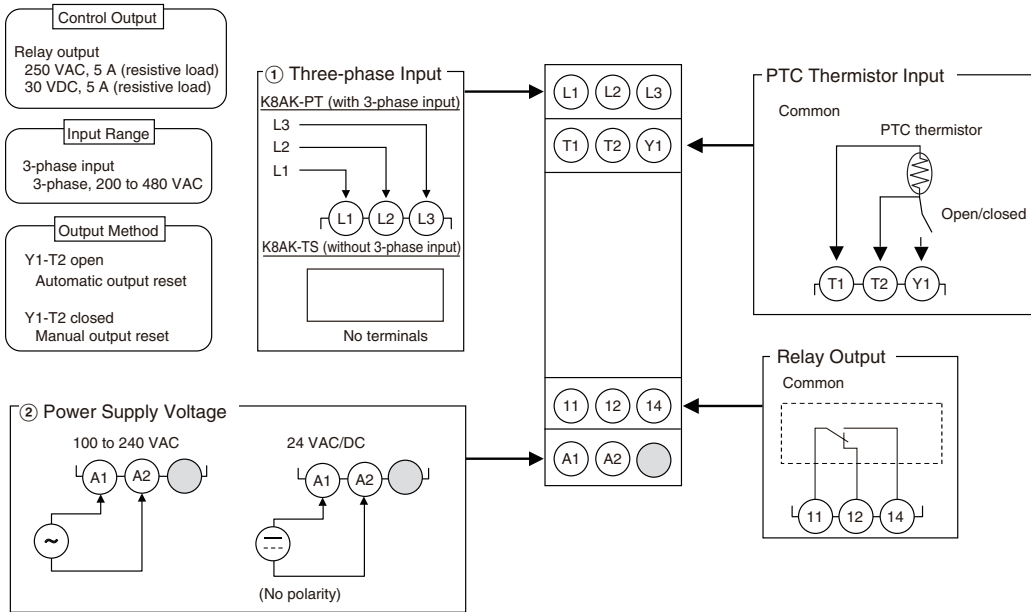 Control Output
Relay output
250 VAC, 5 A (resistive load)
30 VDC, 5 A (resistive load)
Input Range
3-phase input
3-phase, 200 to 480 VAC
Output Method
Y1-T2 open
Automatic output reset
Y1-T2 closed
Manual output reset
① Three-phase Input
K8AK-PT (with 3-phase input)
L3
L2
L1
L1 L2 L3
K8AK-TS (without 3-phase input)
No terminals
L1 L2 L3
T1 T2 Y1
11 12 14
A1 A2
PTC Thermistor Input
Common
PTC thermistor
Open/closed
T1 T2 Y1
Relay Output
Common
11 12 14
② Power Supply Voltage
100 to 240 VAC
A1 A2
~
24 VAC/DC
A1 A2
(No polarity)